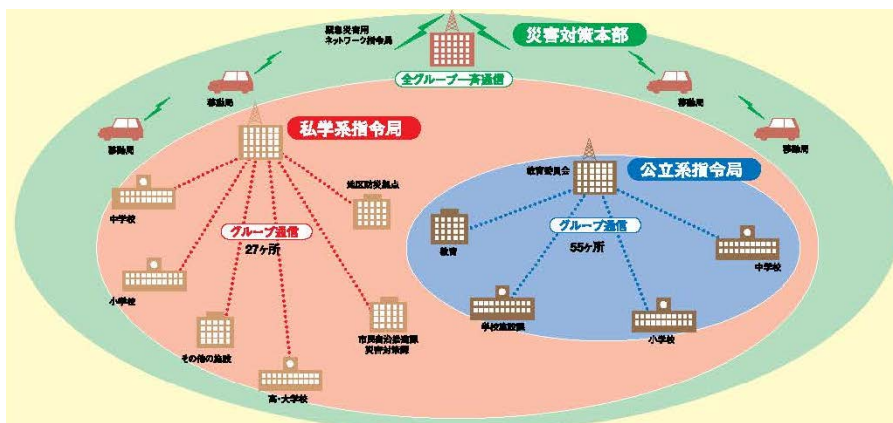 緊急災害用
ネットワーク指令局
災害対策本部
全グループ一斉通信
移動局
移動局
移動局
移動局
私学系指令局
教育委員会
公立系指令局
地区防災拠点
中学校
グループ通信
27ヶ所
グループ通信
55ヶ所
教育
中学校
小学校
学校施設課
小学校
その他の施設
市民自治推進課
災害対策課
高・大学校